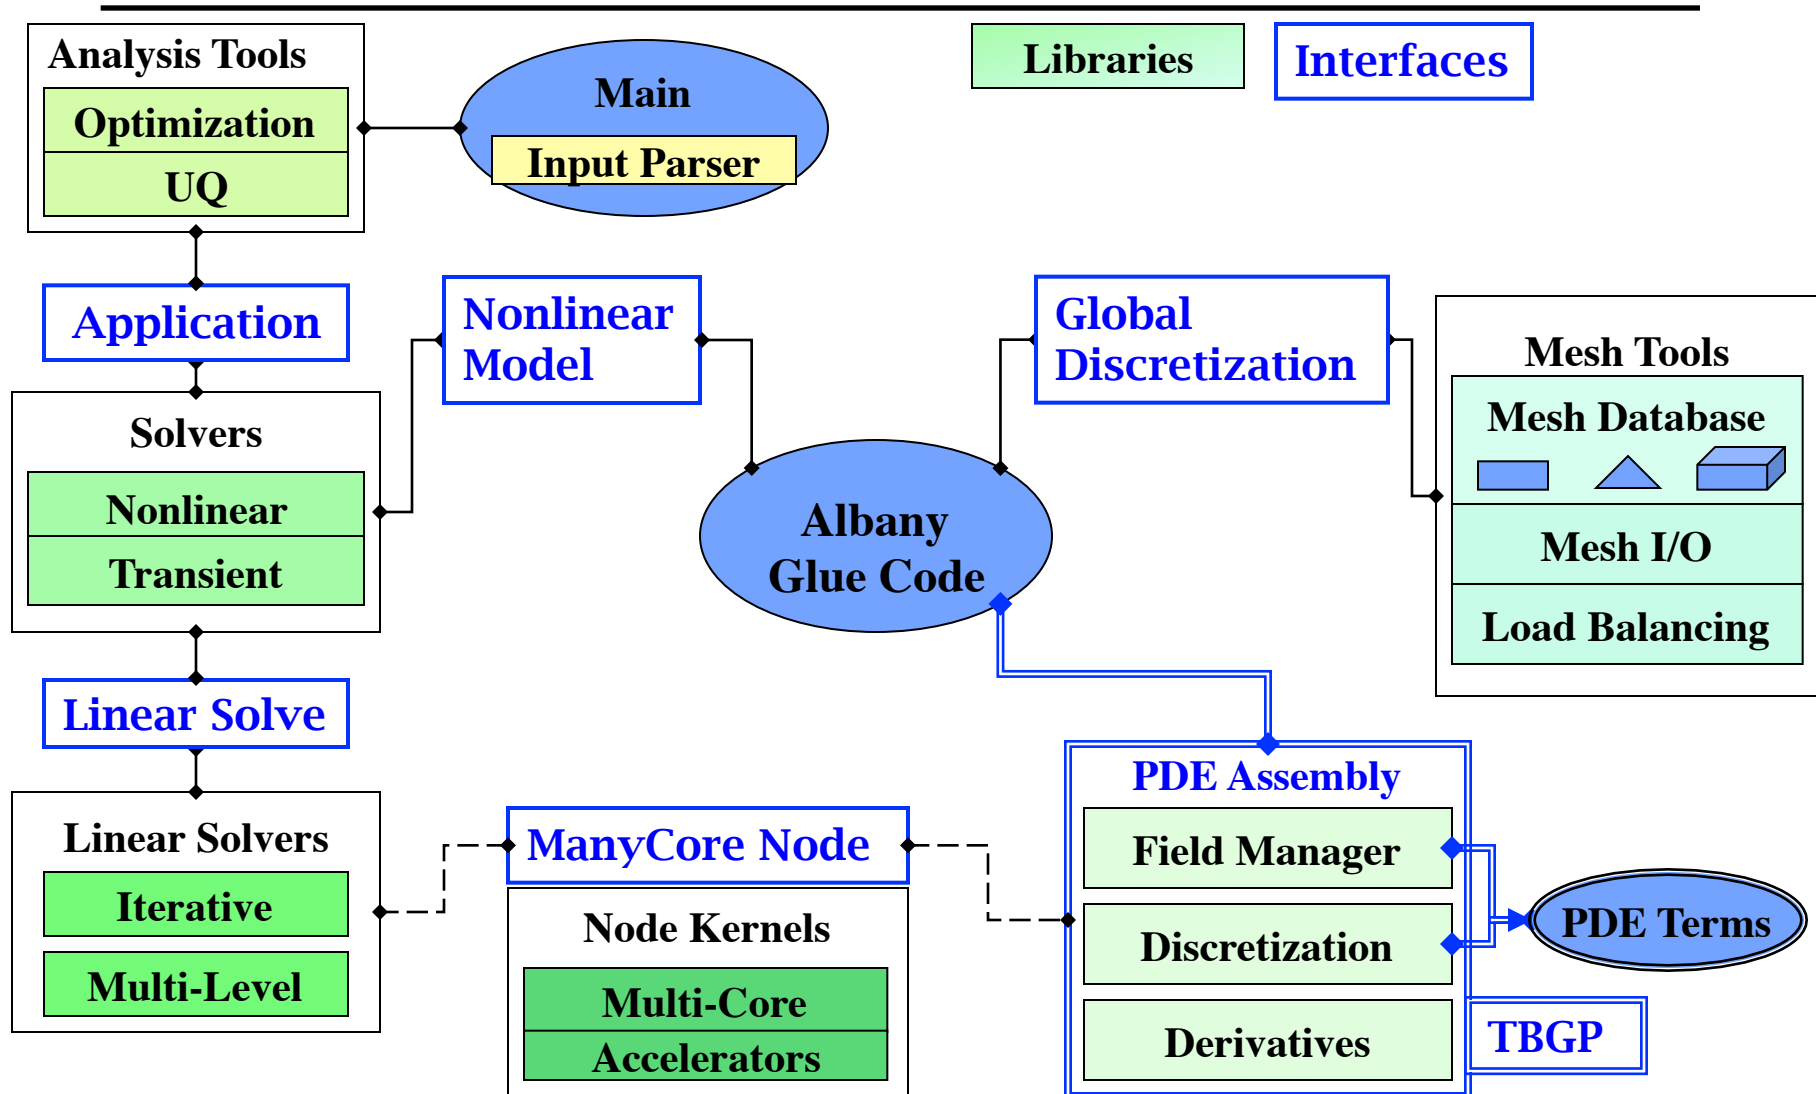 Analysis Tools
Optimization
UQ
Main
Input Parser
Libraries
Interfaces
Application
Nonlinear
Model
Global
Discretization
Mesh Tools
Mesh Database
Mesh I/O
Load Balancing
Solvers
Nonlinear
Transient
Albany
Glue Code
Linear Solve
Linear Solvers
Iterative
Multi-Level
ManyCore Node
Node Kernels
Multi-Core
Accelerators
PDE Assembly
Field Manager
Discretization
Derivatives
PDE Terms
TBGP